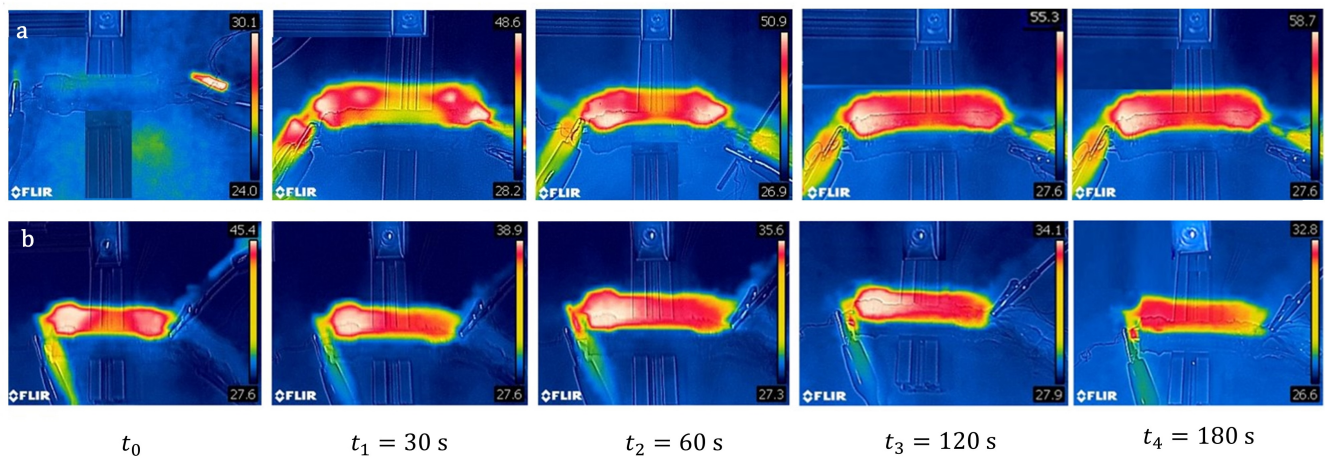 a
30.1
48.6
50.9
55.3
58.7
FLIR
24.0
FLIR
28.2
FLIR
26.9
FLIR
27.6
FLIR
27.6
b
45.4
38.9
35.6
34.1
32.8
FLIR
27.6
FLIR
27.6
FLIR
27.3
FLIR
27.9
FLIR
26.6
t₀
t₁ = 30 s
t₂ = 60 s
t₃ = 120 s
t₄ = 180 s